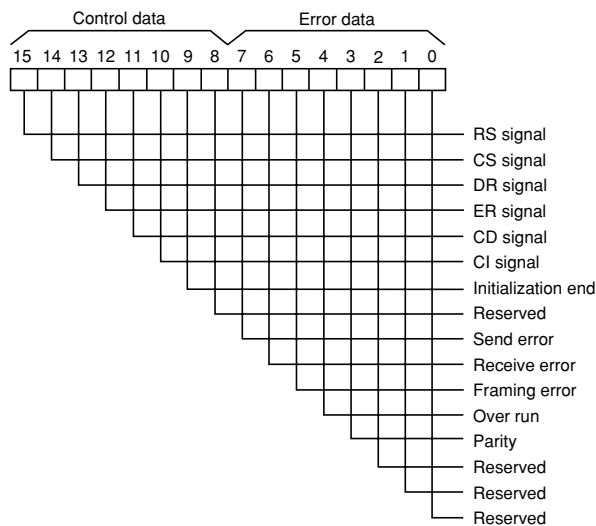 Control data Error data
15 14 13 12 11 10 9 8 7 6 5 4 3 2 1 0
RS signal
CS signal
DR signal
ER signal
CD signal
CI signal
Initialization end
Reserved
Send error
Receive error
Framing error
Over run
Parity
Reserved
Reserved
Reserved